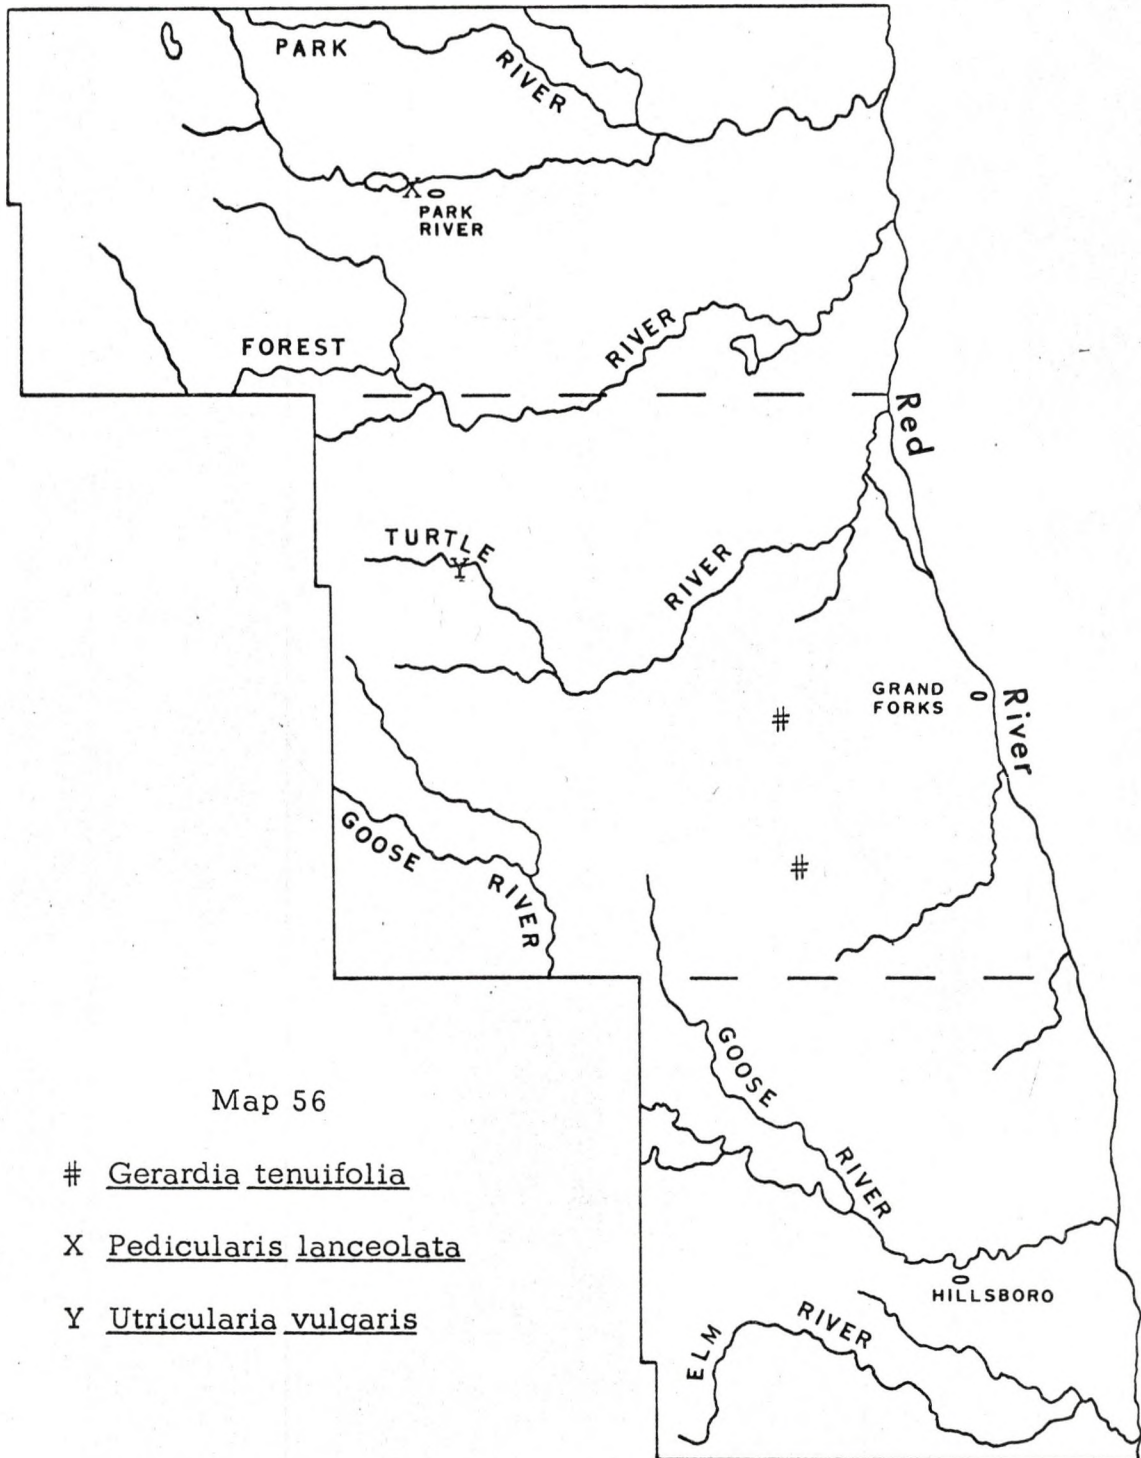 PARK
RIVER
X
PARK
RIVER
FOREST
RIVER
Red
TURTLE
Y
RIVER
GRAND
FORKS
#
River
GOOSE
RIVER
#
GOOSE
RIVER
HILLSBORO
ELM
RIVER
Map 56
# Gerardia tenuifolia
X Pedicularis lanceolata
Y Utricularia vulgaris